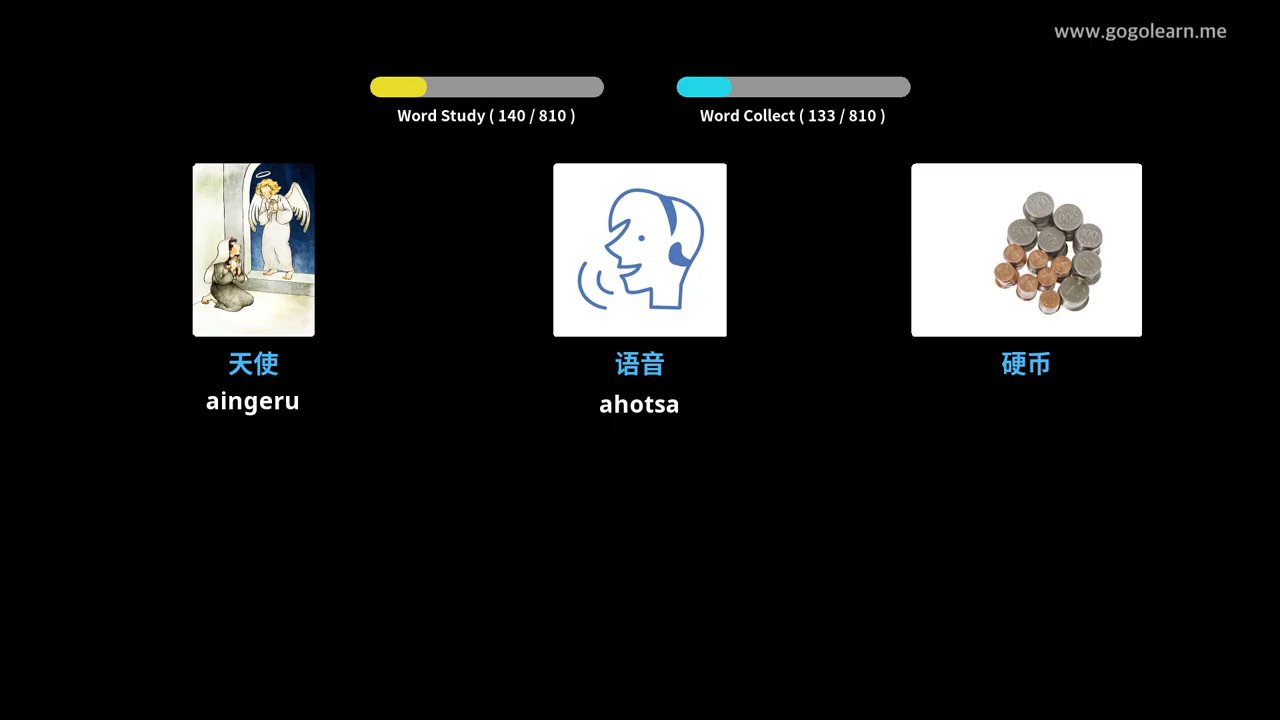 www.gogolearn.me
Word Study ( 140 / 810 )
Word Collect ( 133 / 810 )
天使
aingeru
语音
ahotsa
硬币